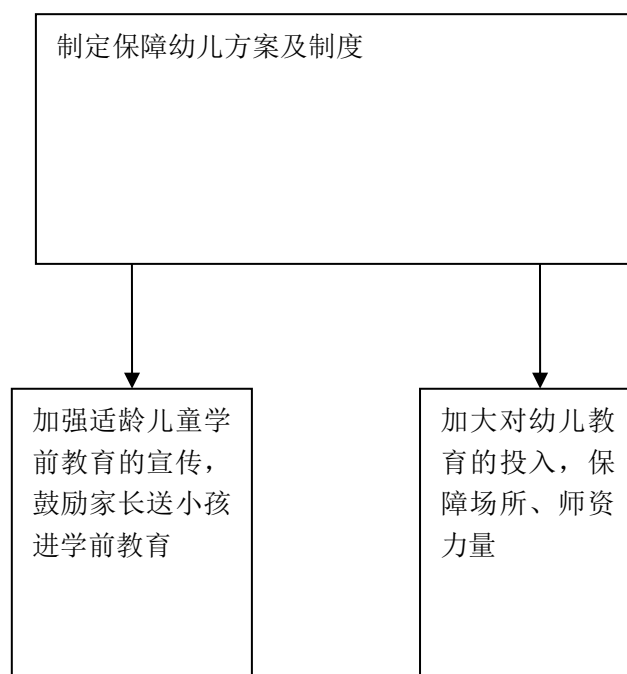 制定保障幼儿方案及制度
加强适龄儿童学
前教育的宣传，
鼓励家长送小孩
进学前教育
加大对幼儿教
育的投入，保
障场所、师资
力量